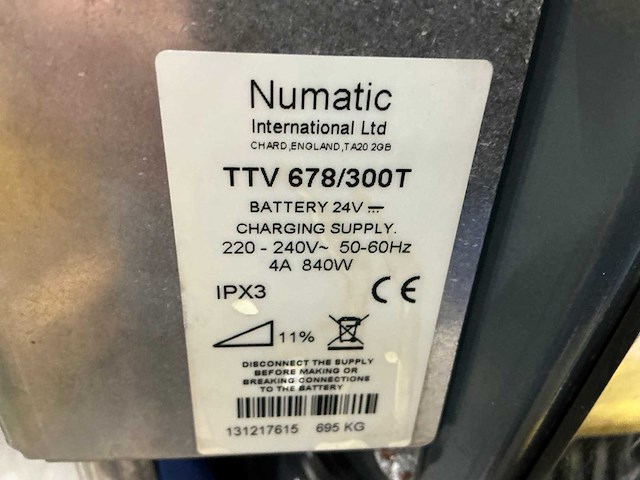 Numatic
International Ltd
CHARD,ENGLAND,TA20 2GB
TTV 678/300T
BATTERY 24V ⎓
CHARGING SUPPLY.
220 - 240V~ 50-60Hz
4A 840W
IPX3 CE
11%
DISCONNECT THE SUPPLY
BEFORE MAKING OR
BREAKING CONNECTIONS
TO THE BATTERY
131217615 695 KG